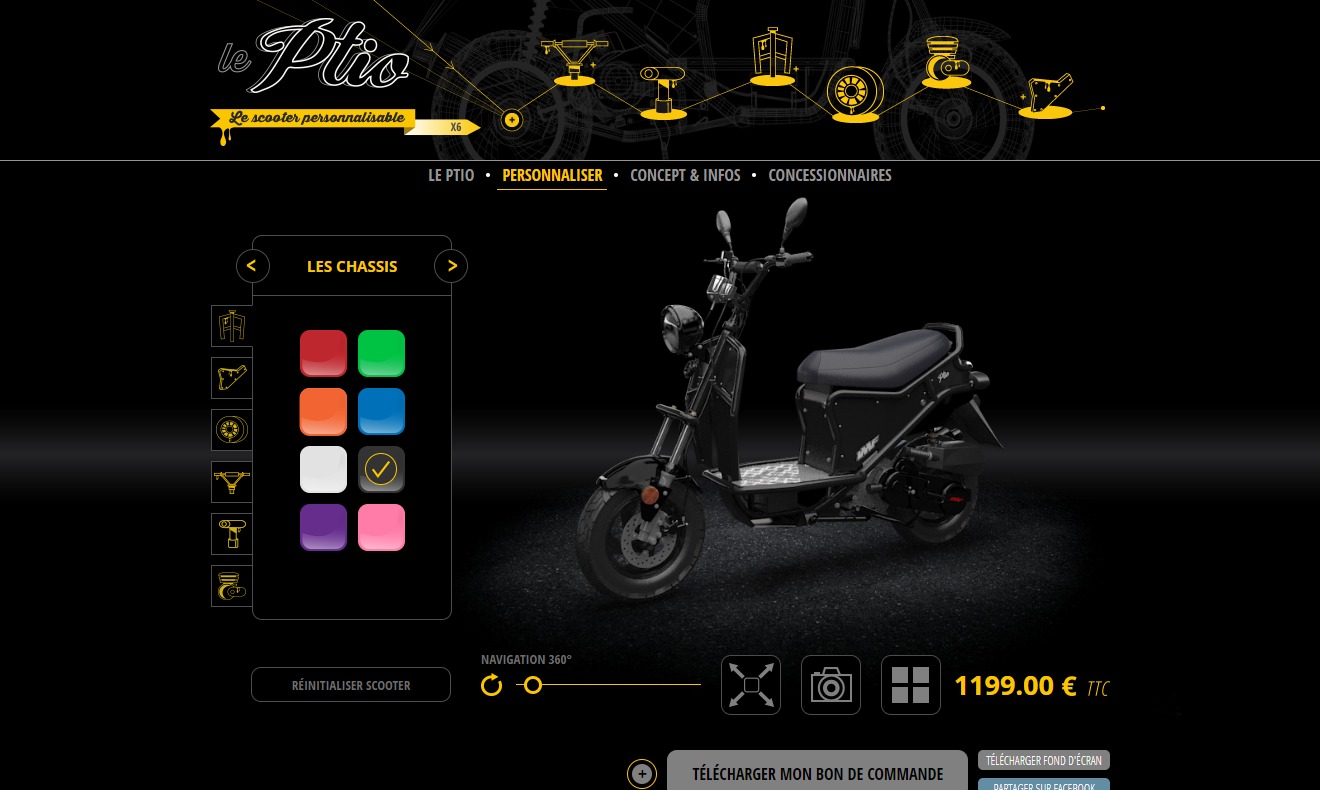 le Ptio
Le scooter personnalisable
X6
LE PTIO • PERSONNALISER • CONCEPT & INFOS • CONCESSIONNAIRES
< LES CHASSIS >
Ptio
NAVIGATION 360°
RÉINITIALISER SCOOTER
1199.00 € TTC
TÉLÉCHARGER MON BON DE COMMANDE
TÉLÉCHARGER FOND D'ÉCRAN
PARTAGER SUR FACEBOOK